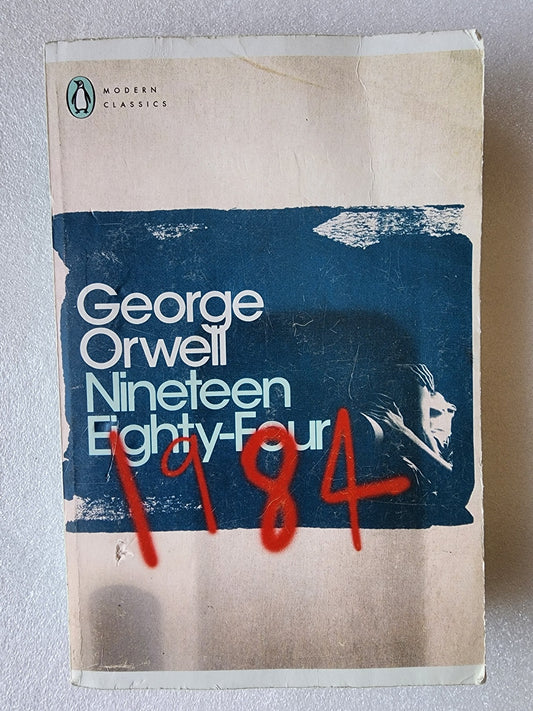 MODERN
CLASSICS
George
Orwell
Nineteen
Eighty-Four
1984